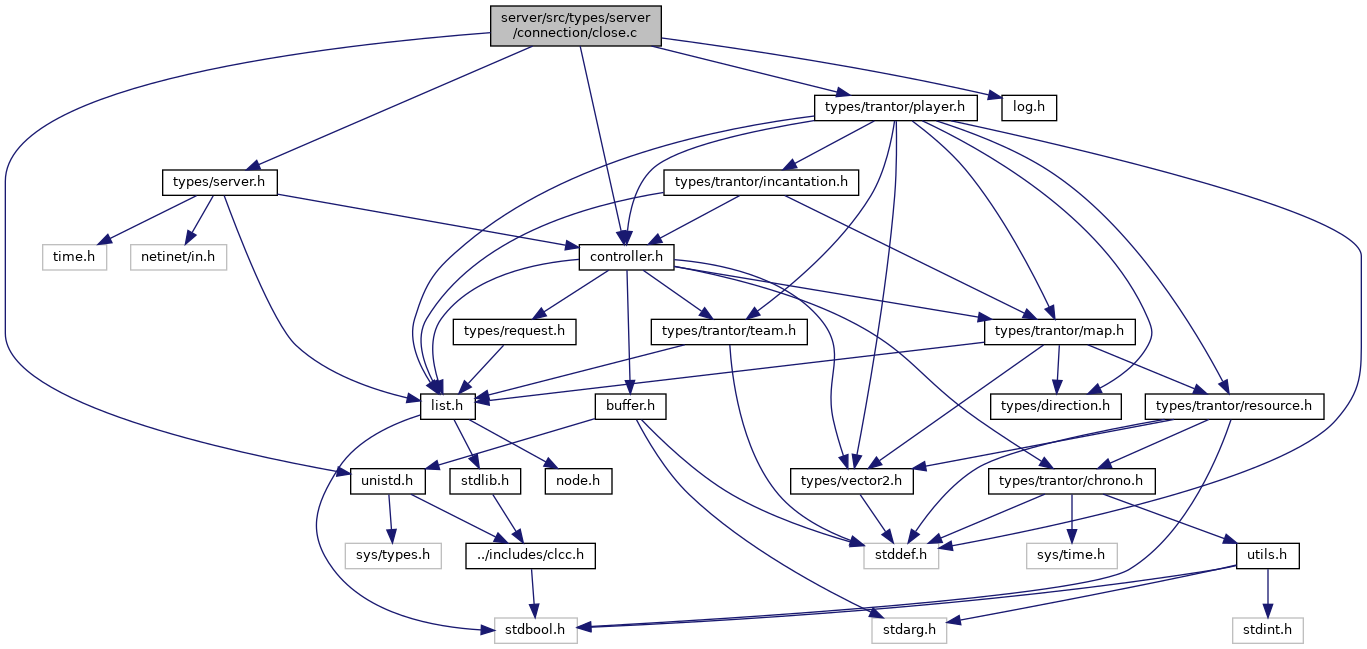 server/src/types/server
/connection/close.c
types/trantor/player.h
log.h
types/server.h
types/trantor/incantation.h
time.h
netinet/in.h
controller.h
types/request.h
types/trantor/team.h
types/trantor/map.h
list.h
buffer.h
types/direction.h
types/trantor/resource.h
unistd.h
stdlib.h
node.h
types/vector2.h
types/trantor/chrono.h
sys/types.h
../includes/clcc.h
stddef.h
sys/time.h
utils.h
stdbool.h
stdarg.h
stdint.h